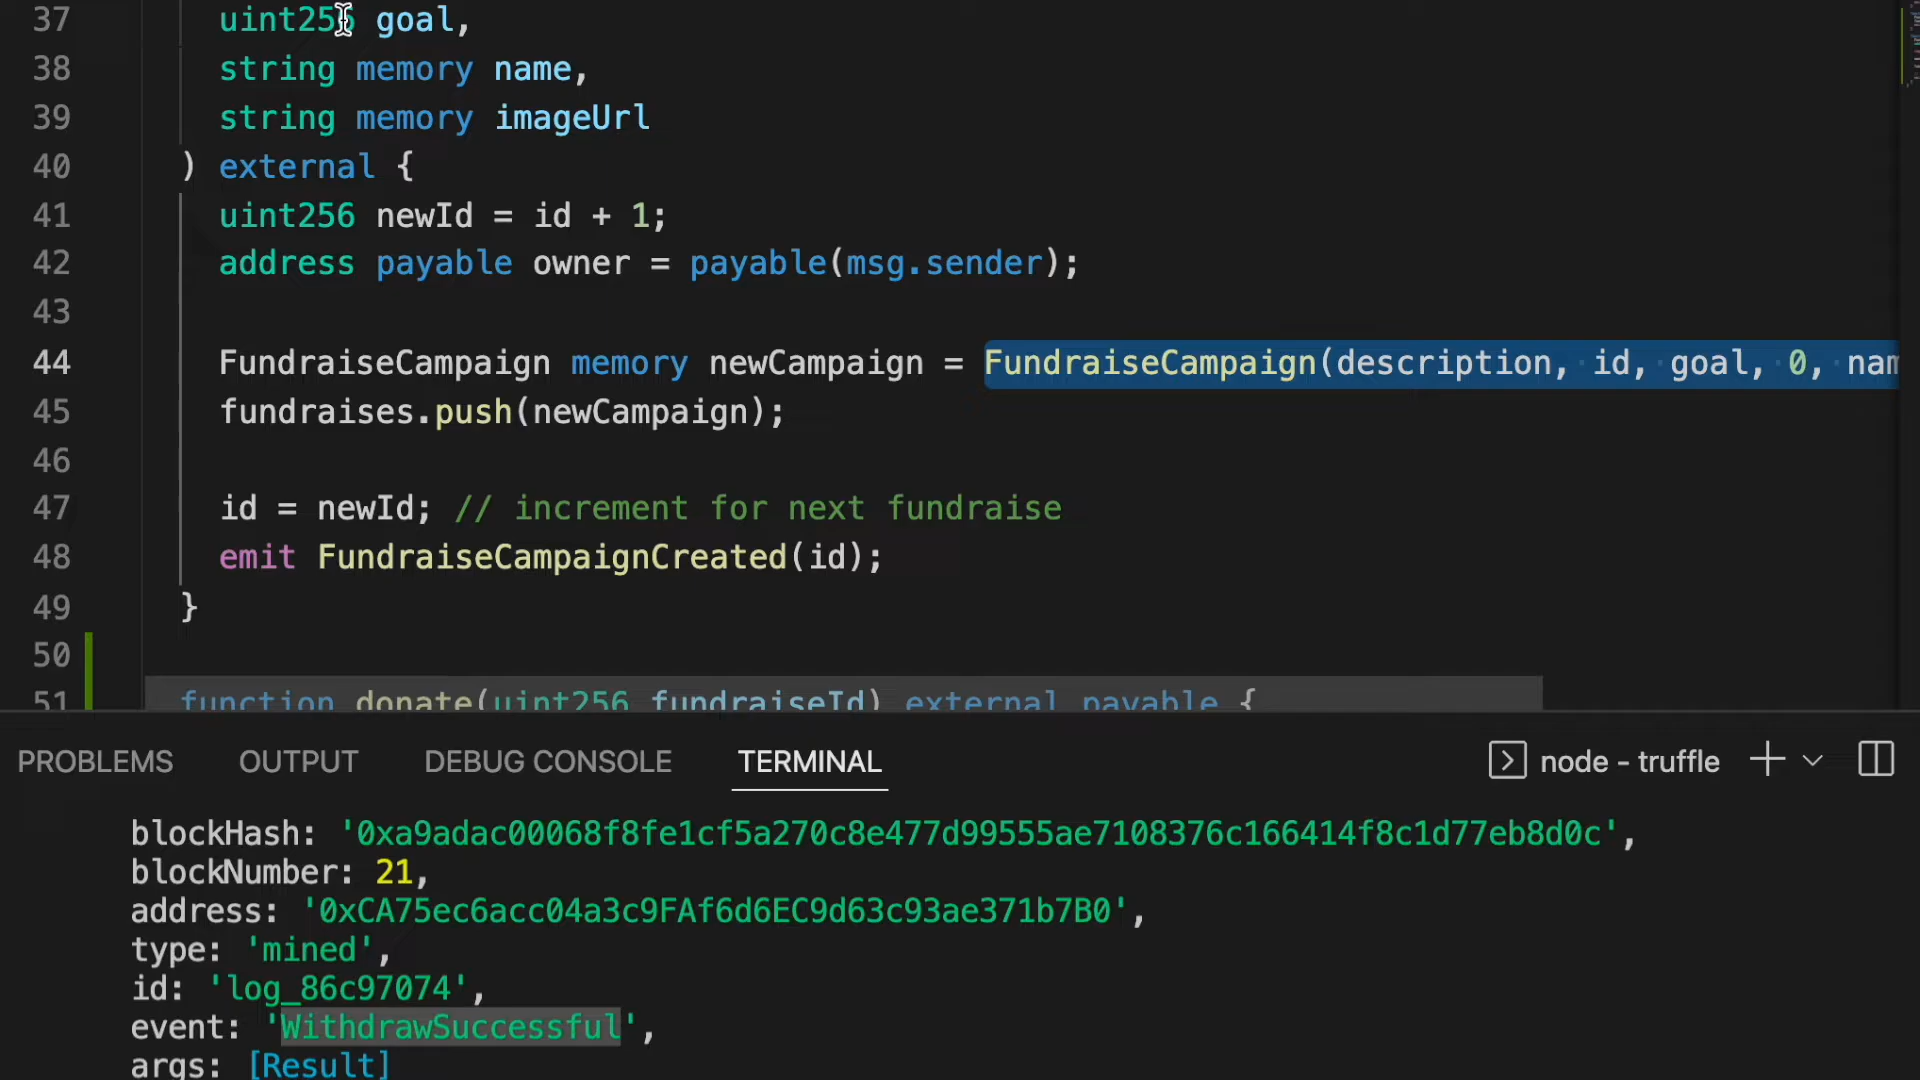 37 uint256 goal,
38 string memory name,
39 string memory imageUrl
40 ) external {
41 uint256 newId = id + 1;
42 address payable owner = payable(msg.sender);
43
44 FundraiseCampaign memory newCampaign = FundraiseCampaign(description, id, goal, 0, nam
45 fundraises.push(newCampaign);
46
47 id = newId; // increment for next fundraise
48 emit FundraiseCampaignCreated(id);
49 }
50
51 function donate(uint256 fundraiseId) external payable {
PROBLEMS OUTPUT DEBUG CONSOLE TERMINAL node - truffle
blockHash: '0xa9adac00068f8fe1cf5a270c8e477d99555ae7108376c166414f8c1d77eb8d0c',
blockNumber: 21,
address: '0xCA75ec6acc04a3c9FAf6d6EC9d63c93ae371b7B0',
type: 'mined',
id: 'log_86c97074',
event: 'WithdrawSuccessful',
args: [Result]